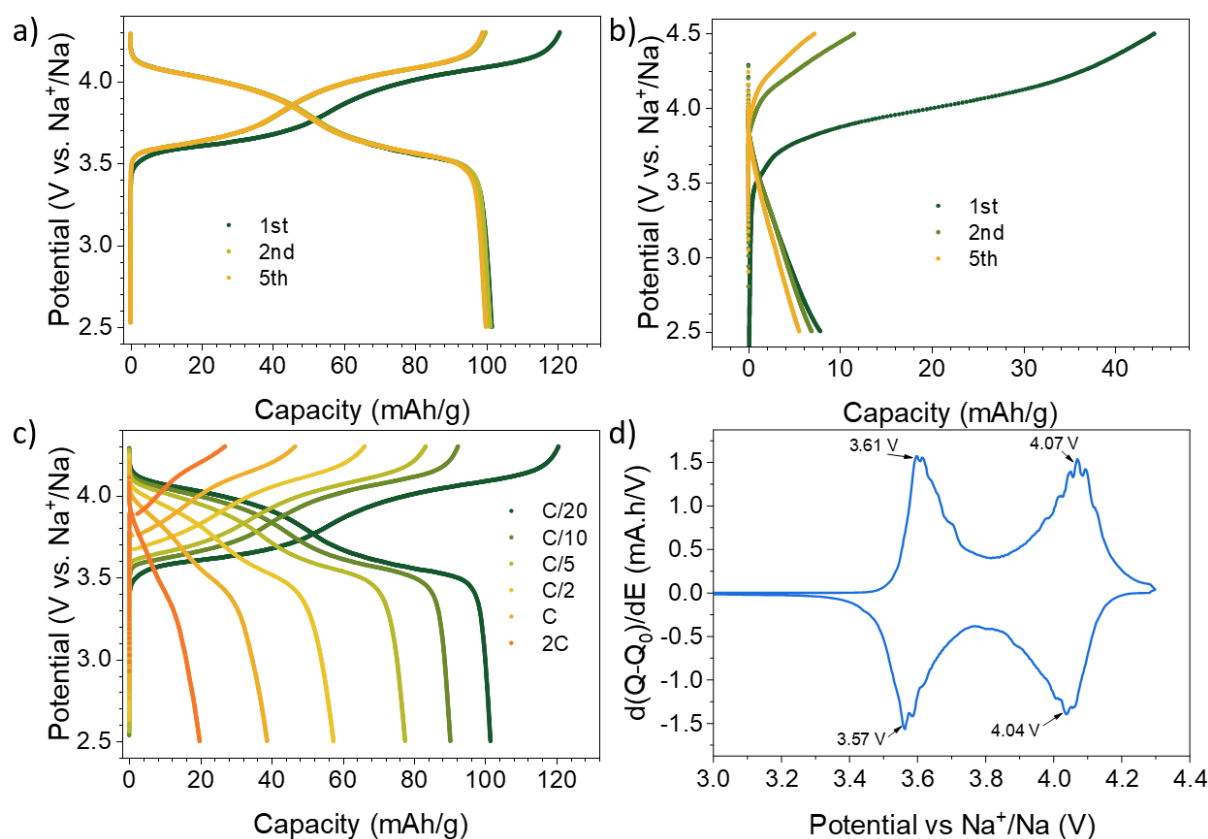 a)
4.0
3.5
3.0
2.5
Potential (V vs. Na⁺/Na)
1st
2nd
5th
0 20 40 60 80 100 120
Capacity (mAh/g)
b)
4.5
4.0
3.5
3.0
2.5
Potential (V vs. Na⁺/Na)
1st
2nd
5th
0 10 20 30 40
Capacity (mAh/g)
c)
4.0
3.5
3.0
2.5
Potential (V vs. Na⁺/Na)
C/20
C/10
C/5
C/2
C
2C
0 20 40 60 80 100 120
Capacity (mAh/g)
d)
1.5
1.0
0.5
0.0
-0.5
-1.0
-1.5
d(Q-Q₀)/dE (mA.h/V)
3.61 V
4.07 V
3.57 V
4.04 V
3.0 3.2 3.4 3.6 3.8 4.0 4.2 4.4
Potential vs Na⁺/Na (V)